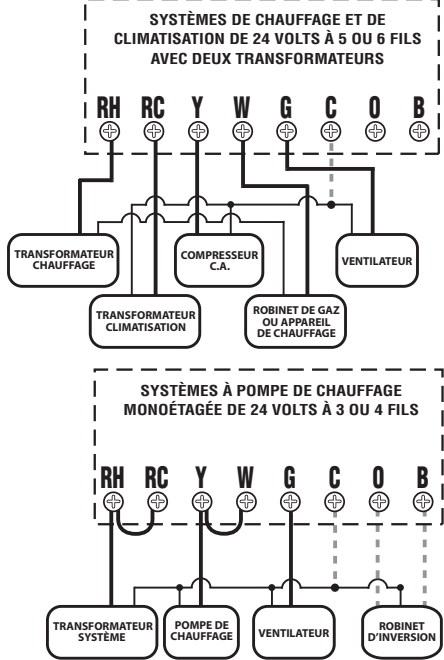 SYSTÈMES DE CHAUFFAGE ET DE
CLIMATISATION DE 24 VOLTS À 5 OU 6 FILS
AVEC DEUX TRANSFORMATEURS
RH RC Y W G C O B
TRANSFORMATEUR
CHAUFFAGE
COMPRESSEUR
C.A.
VENTILATEUR
TRANSFORMATEUR
CLIMATISATION
ROBINET DE GAZ
OU APPAREIL
DE CHAUFFAGE
SYSTÈMES À POMPE DE CHAUFFAGE
MONOÉTAGÉE DE 24 VOLTS À 3 OU 4 FILS
RH RC Y W G C O B
TRANSFORMATEUR
SYSTÈME
POMPE DE
CHAUFFAGE
VENTILATEUR
ROBINET
D'INVERSION